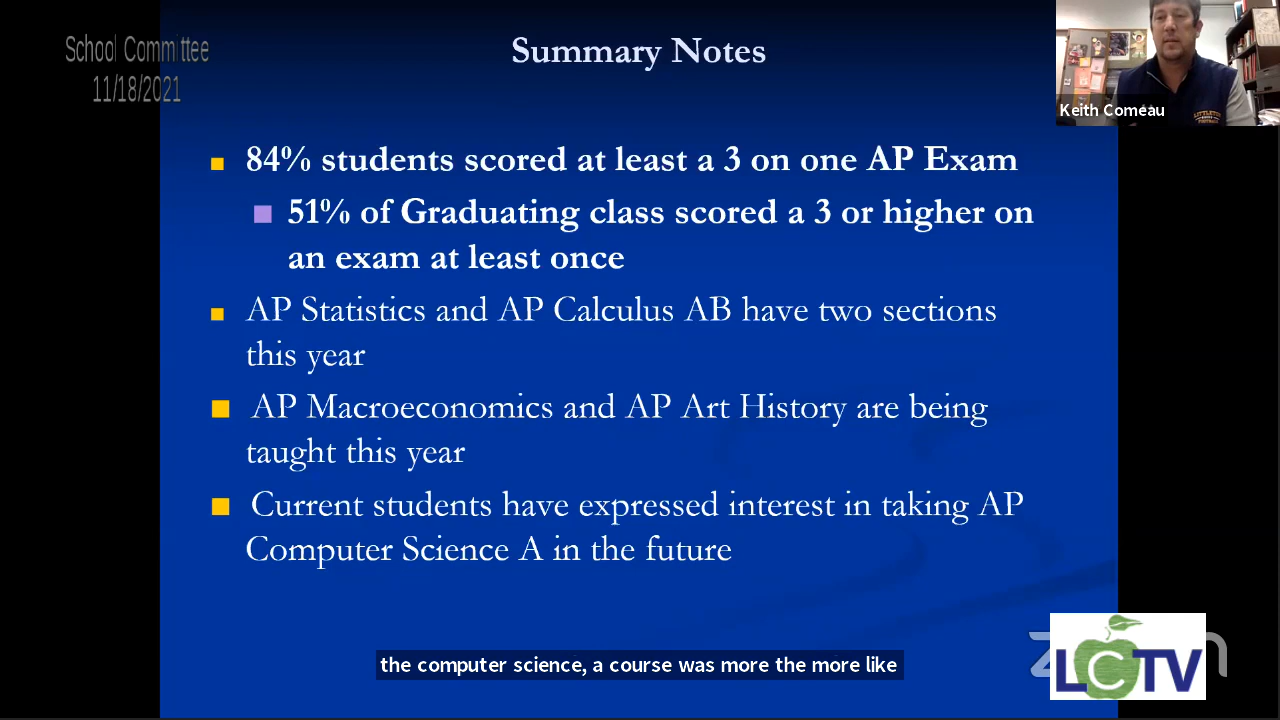 School Committee
11/18/2021
Summary Notes
Keith Comeau
84% students scored at least a 3 on one AP Exam
51% of Graduating class scored a 3 or higher on
an exam at least once
AP Statistics and AP Calculus AB have two sections
this year
AP Macroeconomics and AP Art History are being
taught this year
Current students have expressed interest in taking AP
Computer Science A in the future
the computer science, a course was more the more like
LCTV